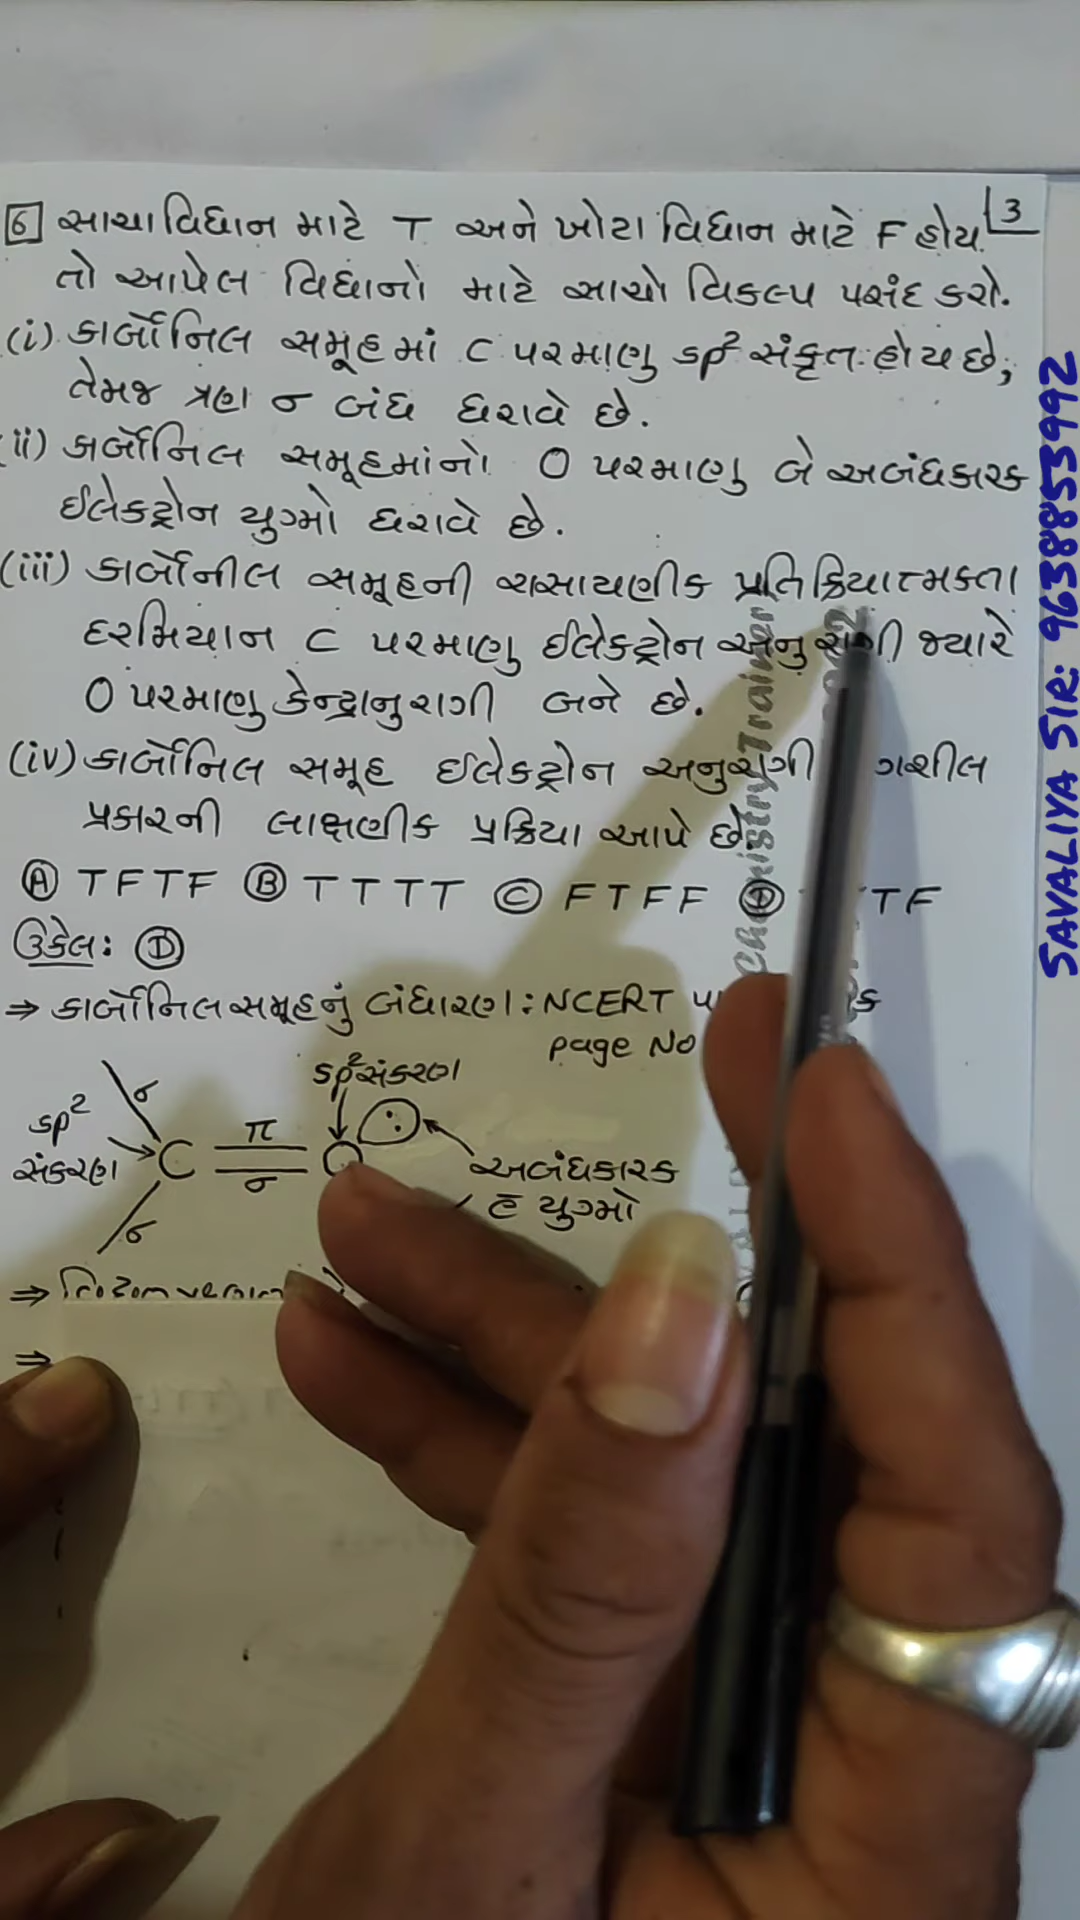 3
6 સાચા વિધાન માટે T અને ખોટા વિધાન માટે F હોય
તો આપેલ વિધાનો માટે સાચો વિકલ્પ પસંદ કરો.
(i) કાર્બોનિલ સમૂહમાં C પરમાણુ sp² સંકૃત હોય છે,
તેમજ ત્રણ σ બંધ ધરાવે છે.
ii) કાર્બોનિલ સમૂહમાંનો O પરમાણુ બે અબંધકારક
ઈલેક્ટ્રોન યુગ્મો ધરાવે છે.
(iii) કાર્બોનીલ સમૂહની રાસાયણીક પ્રતિક્રિયાત્મકતા
દરમિયાન C પરમાણુ ઈલેક્ટ્રોન અનુરાગી જ્યારે
O પરમાણુ કેન્દ્રાનુરાગી બને છે.
(iv) કાર્બોનિલ સમૂહ ઈલેક્ટ્રોન અનુરાગી
પ્રકારની લાક્ષણીક પ્રક્રિયા આપે છે.
Ⓐ TFTF Ⓑ TTTT Ⓒ FTFF Ⓓ TF
ઉકેલ: Ⓓ
⇒ કાર્બોનિલ સમૂહનું બંધારણ: NCERT
page No
sp² સંકરણ
sp²
સંકરણ
σ
C
π
σ
O
σ
અબંધકારક
યુગ્મો
⇒
⇒
Chemistry Trainer
SAVALIYA SIR: 9638853992